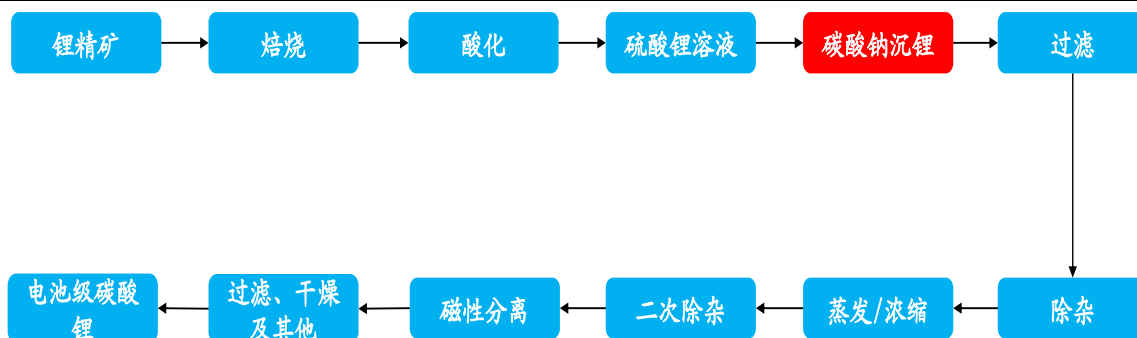 锂精矿
焙烧
酸化
硫酸锂溶液
碳酸钠沉锂
过滤
电池级碳酸
锂
过滤、干燥
及其他
磁性分离
二次除杂
蒸发/浓缩
除杂